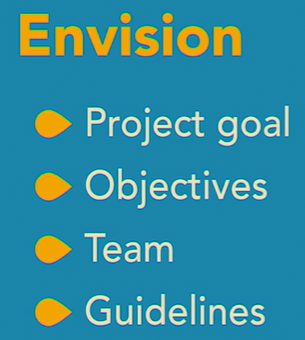 Envision
Project goal
Objectives
Team
Guidelines